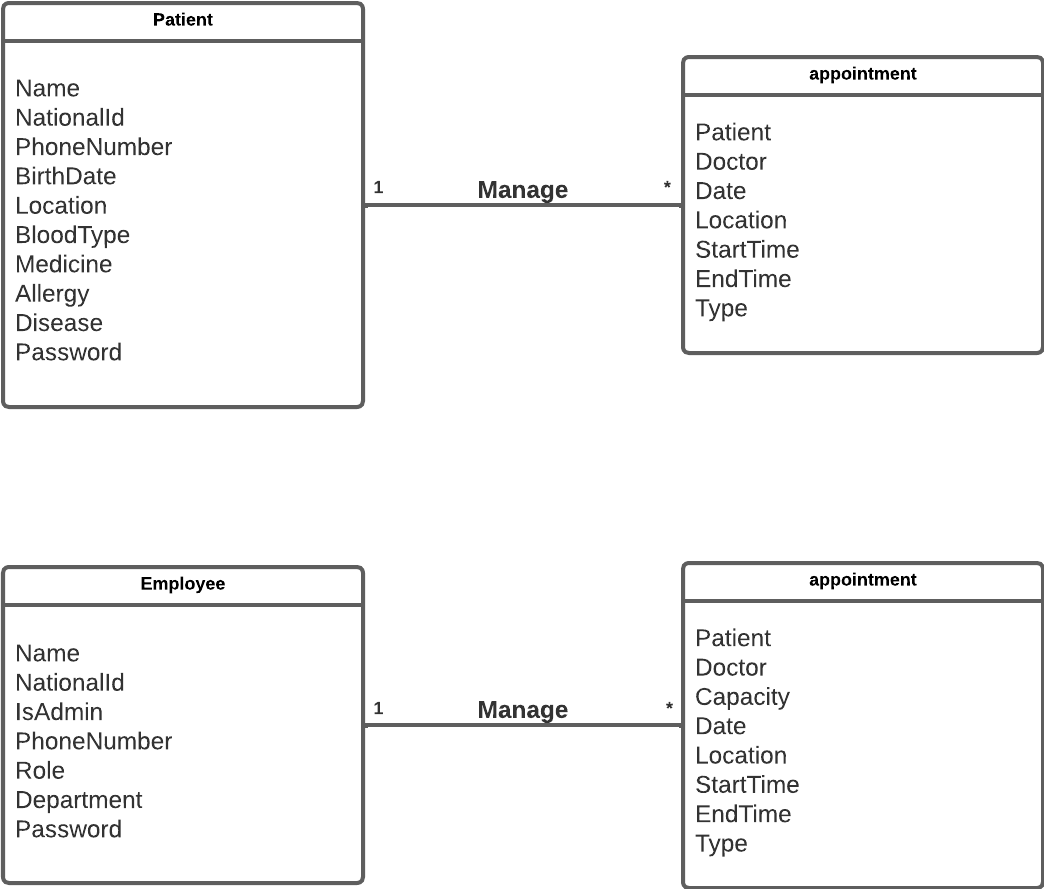 Patient
Name
NationalId
PhoneNumber
BirthDate
Location
BloodType
Medicine
Allergy
Disease
Password
1
Manage
*
appointment
Patient
Doctor
Date
Location
StartTime
EndTime
Type
Employee
Name
NationalId
IsAdmin
PhoneNumber
Role
Department
Password
1
Manage
*
appointment
Patient
Doctor
Capacity
Date
Location
StartTime
EndTime
Type